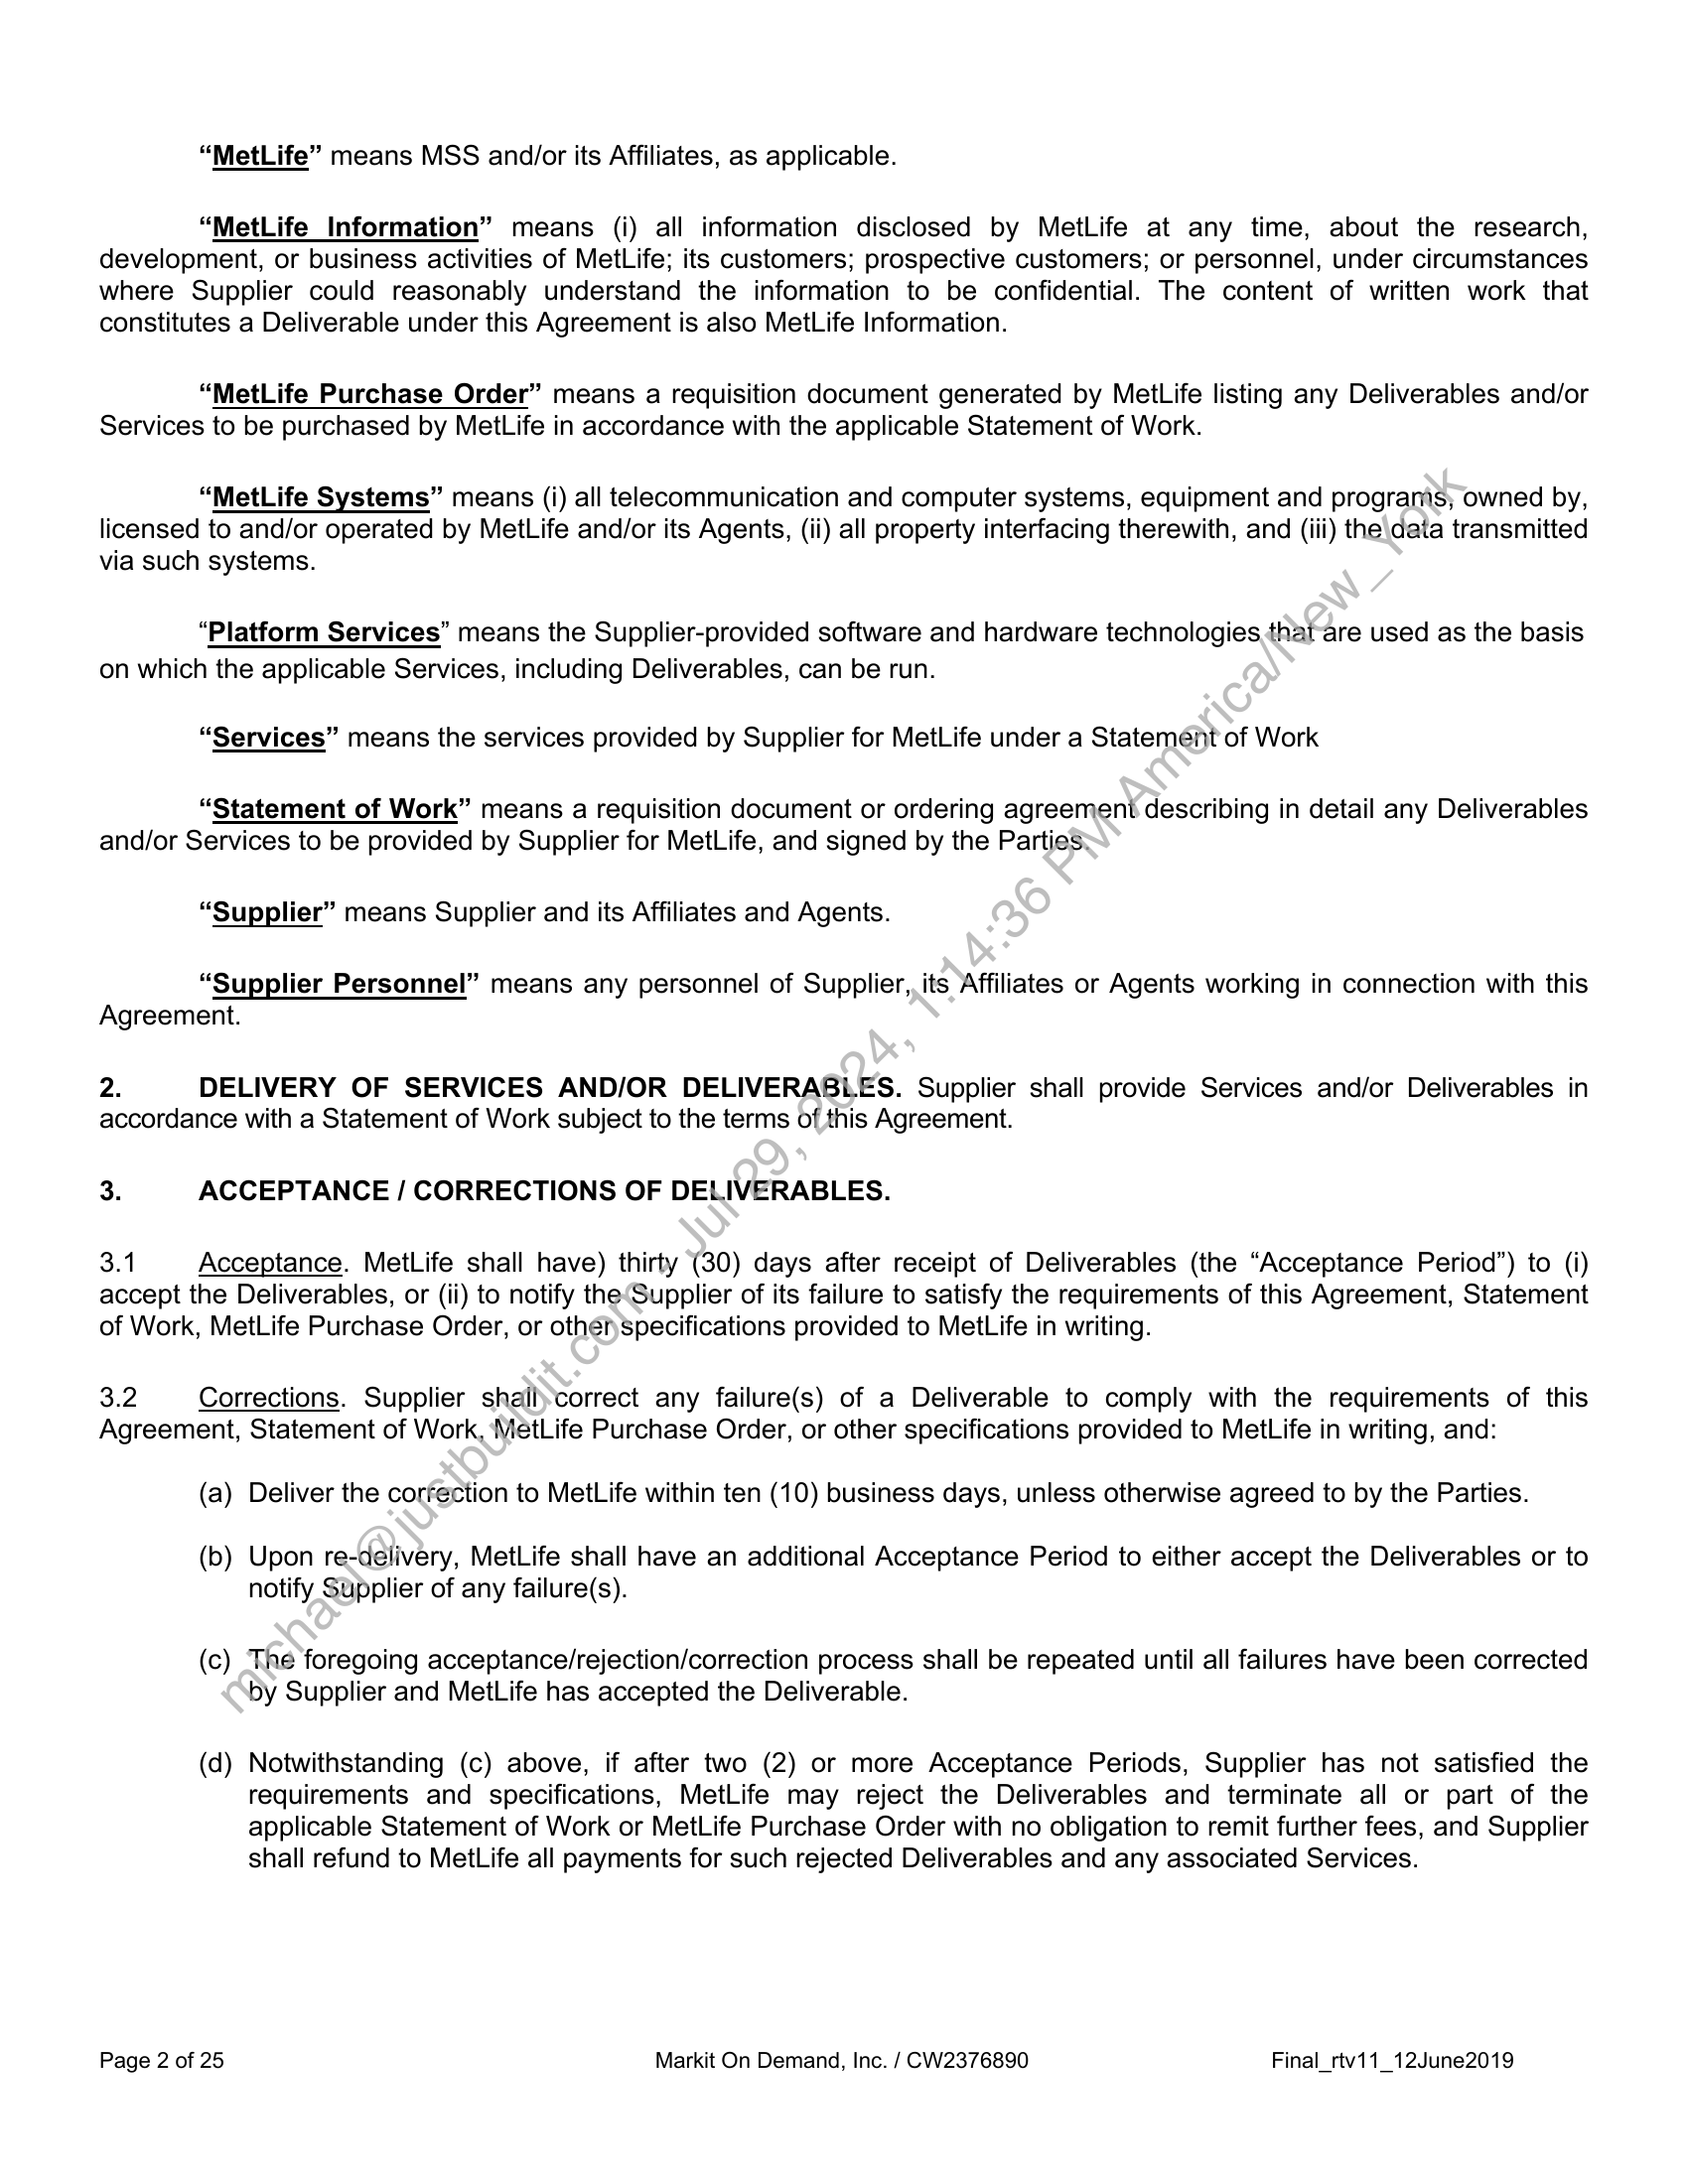 “MetLife” means MSS and/or its Affiliates, as applicable.
“MetLife Information” means (i) all information disclosed by MetLife at any time, about the research,
development, or business activities of MetLife; its customers; prospective customers; or personnel, under circumstances
where Supplier could reasonably understand the information to be confidential. The content of written work that
constitutes a Deliverable under this Agreement is also MetLife Information.
“MetLife Purchase Order” means a requisition document generated by MetLife listing any Deliverables and/or
Services to be purchased by MetLife in accordance with the applicable Statement of Work.
“MetLife Systems” means (i) all telecommunication and computer systems, equipment and programs, owned by,
licensed to and/or operated by MetLife and/or its Agents, (ii) all property interfacing therewith, and (iii) the data transmitted
via such systems.
“Platform Services” means the Supplier-provided software and hardware technologies that are used as the basis
on which the applicable Services, including Deliverables, can be run.
“Services” means the services provided by Supplier for MetLife under a Statement of Work
“Statement of Work” means a requisition document or ordering agreement describing in detail any Deliverables
and/or Services to be provided by Supplier for MetLife, and signed by the Parties.
“Supplier” means Supplier and its Affiliates and Agents.
“Supplier Personnel” means any personnel of Supplier, its Affiliates or Agents working in connection with this
Agreement.
2. DELIVERY OF SERVICES AND/OR DELIVERABLES. Supplier shall provide Services and/or Deliverables in
accordance with a Statement of Work subject to the terms of this Agreement.
3. ACCEPTANCE / CORRECTIONS OF DELIVERABLES.
3.1 Acceptance. MetLife shall have) thirty (30) days after receipt of Deliverables (the “Acceptance Period”) to (i)
accept the Deliverables, or (ii) to notify the Supplier of its failure to satisfy the requirements of this Agreement, Statement
of Work, MetLife Purchase Order, or other specifications provided to MetLife in writing.
3.2 Corrections. Supplier shall correct any failure(s) of a Deliverable to comply with the requirements of this
Agreement, Statement of Work, MetLife Purchase Order, or other specifications provided to MetLife in writing, and:
(a) Deliver the correction to MetLife within ten (10) business days, unless otherwise agreed to by the Parties.
(b) Upon re-delivery, MetLife shall have an additional Acceptance Period to either accept the Deliverables or to
notify Supplier of any failure(s).
(c) The foregoing acceptance/rejection/correction process shall be repeated until all failures have been corrected
by Supplier and MetLife has accepted the Deliverable.
(d) Notwithstanding (c) above, if after two (2) or more Acceptance Periods, Supplier has not satisfied the
requirements and specifications, MetLife may reject the Deliverables and terminate all or part of the
applicable Statement of Work or MetLife Purchase Order with no obligation to remit further fees, and Supplier
shall refund to MetLife all payments for such rejected Deliverables and any associated Services.
michael@justbuildit.com - Jul 29, 2024, 1:14:36 PM America/New_York
Page 2 of 25 Markit On Demand, Inc. / CW2376890 Final_rtv11_12June2019